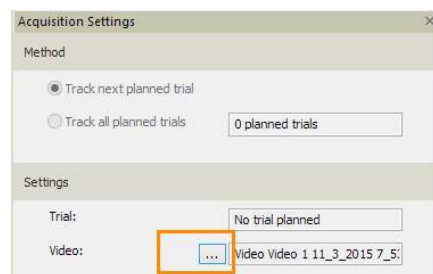 Acquisition Settings
Method
Track next planned trial
Track all planned trials 0 planned trials
Settings
Trial: No trial planned
Video: ... Video Video 1 11_3_2015 7_5